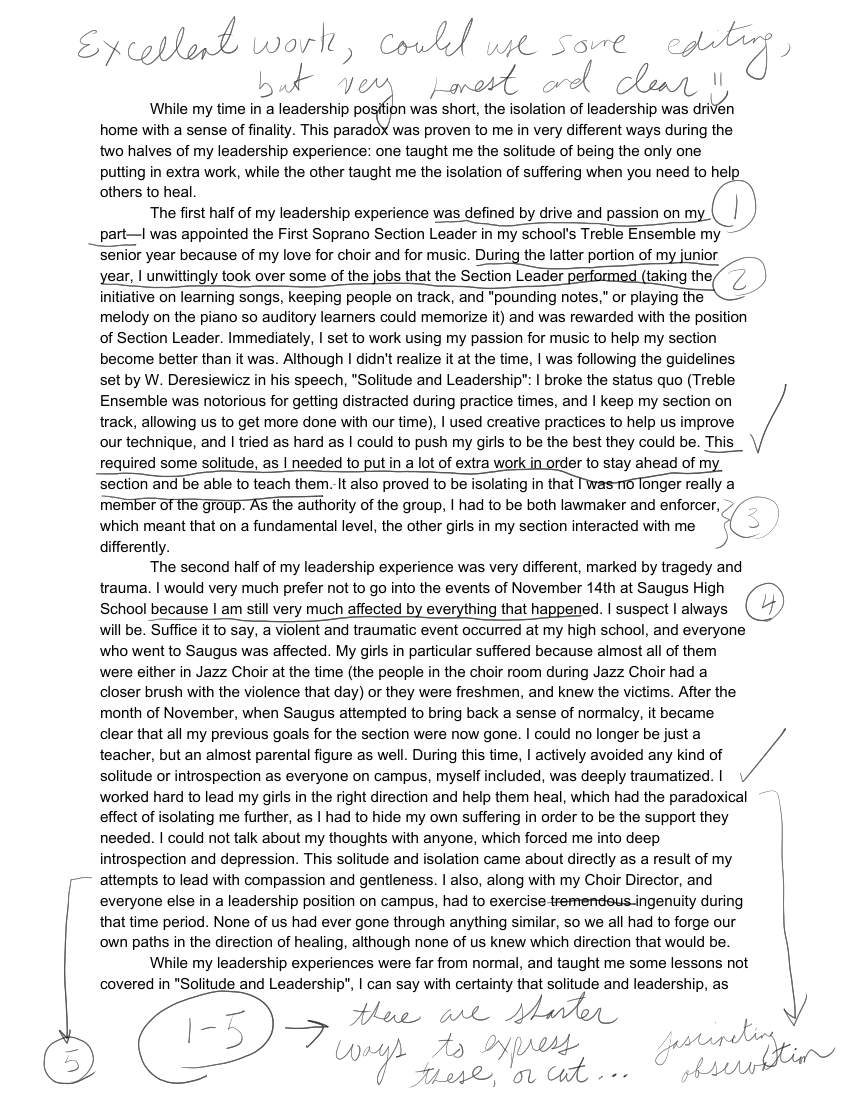 Excellent work, could use some editing,
but very honest and clear!!
While my time in a leadership position was short, the isolation of leadership was driven
home with a sense of finality. This paradox was proven to me in very different ways during the
two halves of my leadership experience: one taught me the solitude of being the only one
putting in extra work, while the other taught me the isolation of suffering when you need to help
others to heal.
The first half of my leadership experience was defined by drive and passion on my
1
part—I was appointed the First Soprano Section Leader in my school's Treble Ensemble my
senior year because of my love for choir and for music. During the latter portion of my junior
year, I unwittingly took over some of the jobs that the Section Leader performed (taking the
2
initiative on learning songs, keeping people on track, and "pounding notes," or playing the
melody on the piano so auditory learners could memorize it) and was rewarded with the position
of Section Leader. Immediately, I set to work using my passion for music to help my section
become better than it was. Although I didn't realize it at the time, I was following the guidelines
set by W. Deresiewicz in his speech, "Solitude and Leadership": I broke the status quo (Treble
Ensemble was notorious for getting distracted during practice times, and I keep my section on
track, allowing us to get more done with our time), I used creative practices to help us improve
our technique, and I tried as hard as I could to push my girls to be the best they could be. This
required some solitude, as I needed to put in a lot of extra work in order to stay ahead of my
section and be able to teach them. It also proved to be isolating in that I was no longer really a
member of the group. As the authority of the group, I had to be both lawmaker and enforcer,
3
which meant that on a fundamental level, the other girls in my section interacted with me
differently.
The second half of my leadership experience was very different, marked by tragedy and
trauma. I would very much prefer not to go into the events of November 14th at Saugus High
School because I am still very much affected by everything that happened. I suspect I always
4
will be. Suffice it to say, a violent and traumatic event occurred at my high school, and everyone
who went to Saugus was affected. My girls in particular suffered because almost all of them
were either in Jazz Choir at the time (the people in the choir room during Jazz Choir had a
closer brush with the violence that day) or they were freshmen, and knew the victims. After the
month of November, when Saugus attempted to bring back a sense of normalcy, it became
clear that all my previous goals for the section were now gone. I could no longer be just a
teacher, but an almost parental figure as well. During this time, I actively avoided any kind of
solitude or introspection as everyone on campus, myself included, was deeply traumatized. I
worked hard to lead my girls in the right direction and help them heal, which had the paradoxical
effect of isolating me further, as I had to hide my own suffering in order to be the support they
needed. I could not talk about my thoughts with anyone, which forced me into deep
introspection and depression. This solitude and isolation came about directly as a result of my
attempts to lead with compassion and gentleness. I also, along with my Choir Director, and
everyone else in a leadership position on campus, had to exercise tremendous ingenuity during
that time period. None of us had ever gone through anything similar, so we all had to forge our
own paths in the direction of healing, although none of us knew which direction that would be.
While my leadership experiences were far from normal, and taught me some lessons not
covered in "Solitude and Leadership", I can say with certainty that solitude and leadership, as
5
1-5 → there are shorter
ways to express
these, or cut...
fascinating
observation